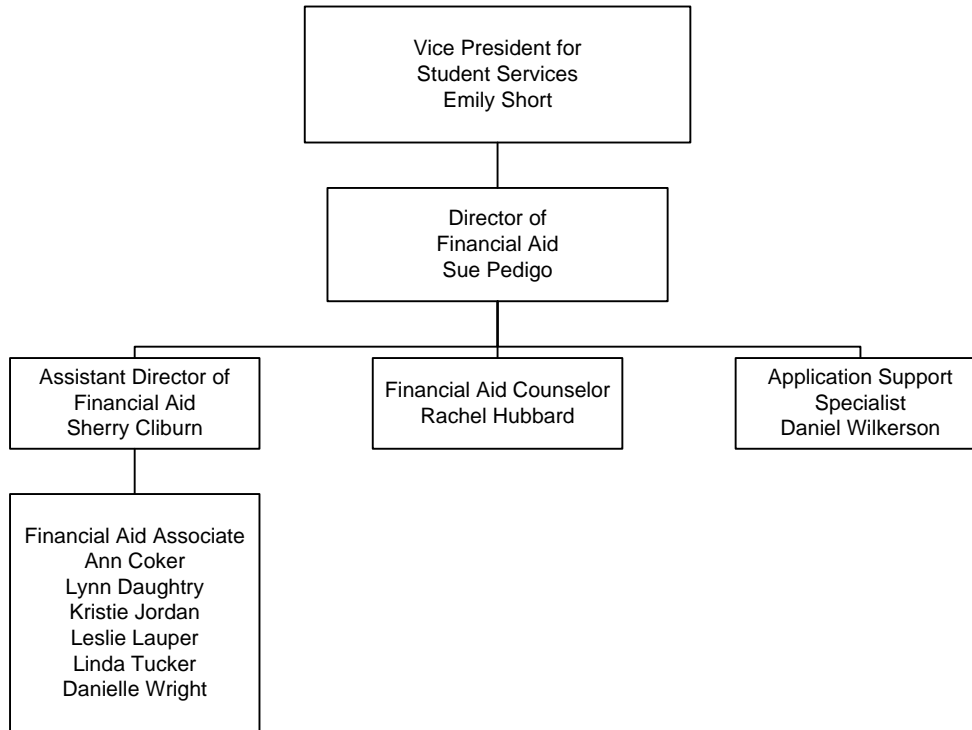 Vice President for
Student Services
Emily Short
Director of
Financial Aid
Sue Pedigo
Assistant Director of
Financial Aid
Sherry Cliburn
Financial Aid Counselor
Rachel Hubbard
Application Support
Specialist
Daniel Wilkerson
Financial Aid Associate
Ann Coker
Lynn Daughtry
Kristie Jordan
Leslie Lauper
Linda Tucker
Danielle Wright